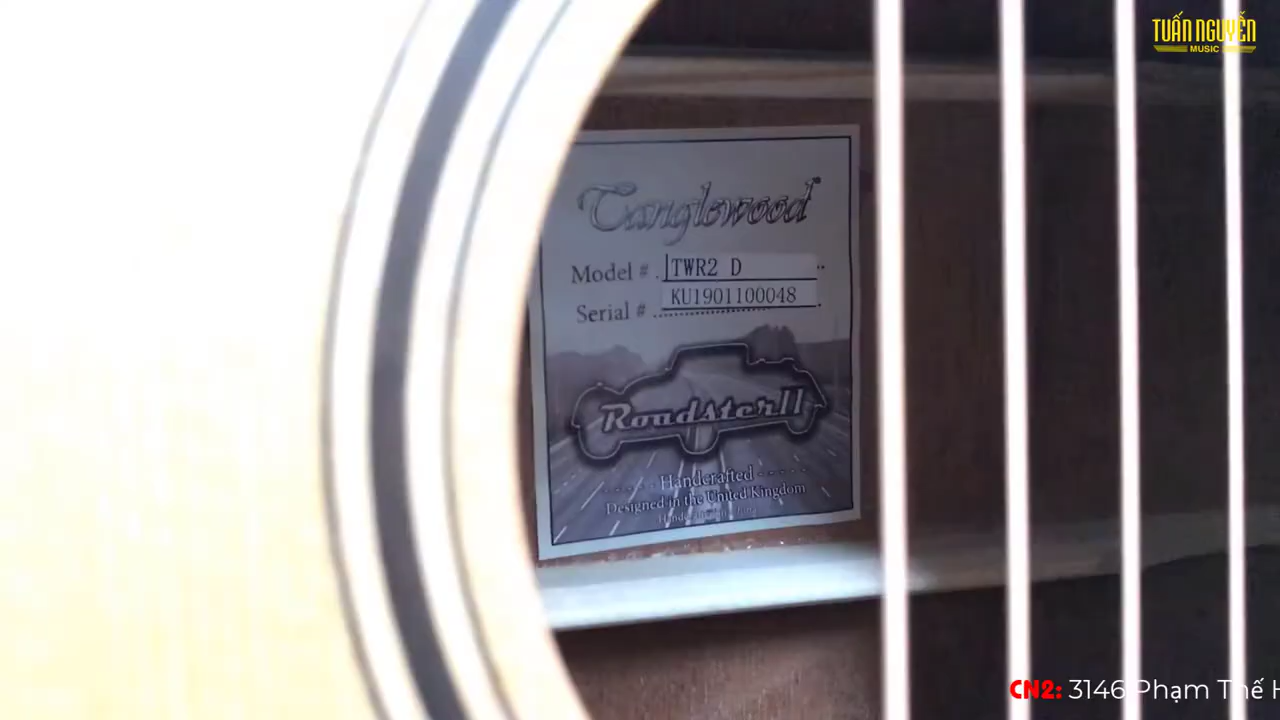 TUẤN NGUYỄN
MUSIC
Tanglewood
Model # TWR2 D
Serial # KU1901100048
RoadsterII
Handcrafted
Designed in the United Kingdom
CN2: 3146 Phạm Thế H